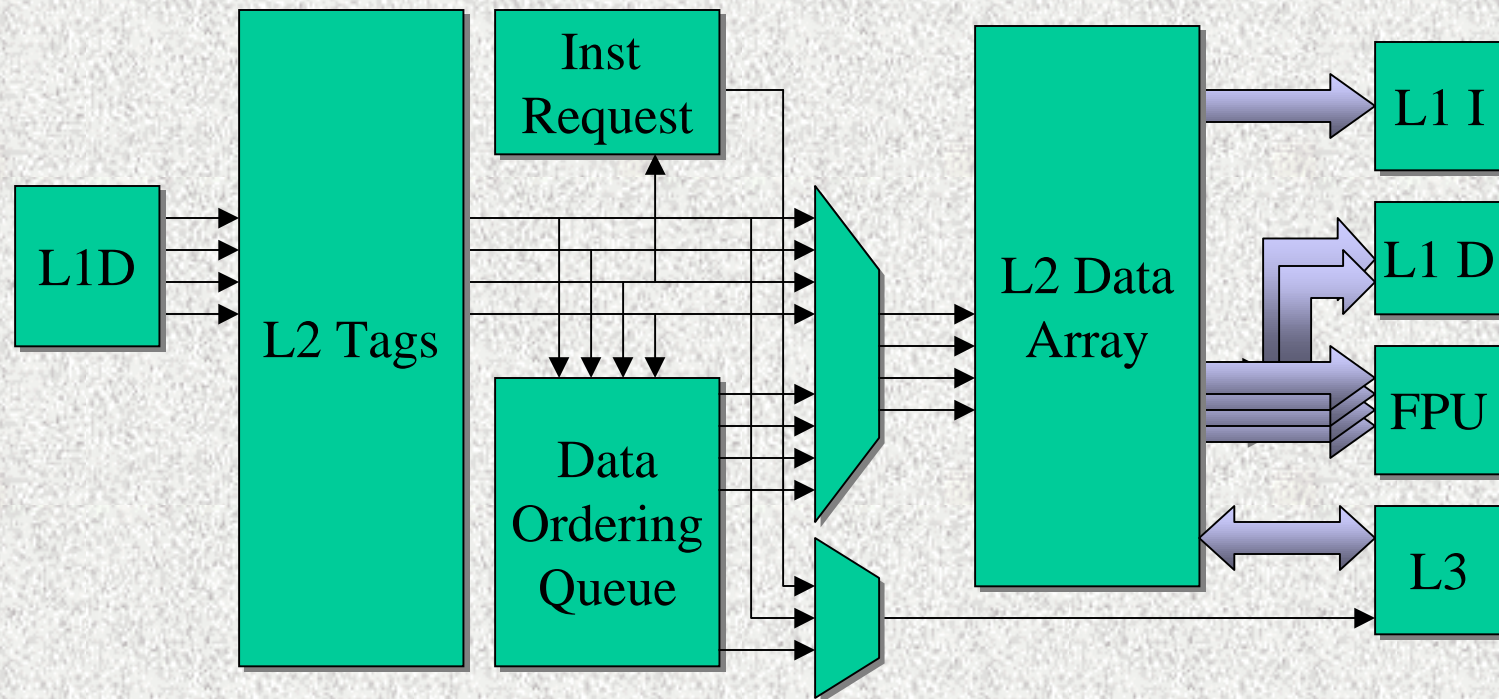 L1D
L2 Tags
Inst
Request
Data
Ordering
Queue
L2 Data
Array
L1 I
L1 D
FPU
L3